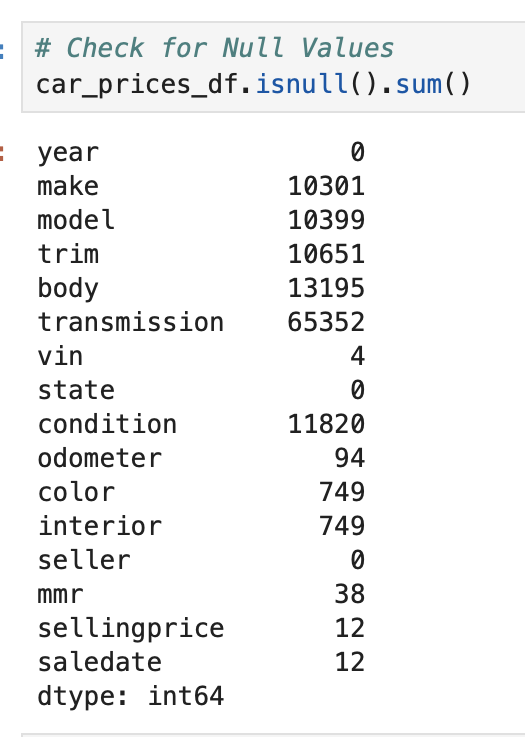 # Check for Null Values
car_prices_df.isnull().sum()
year 0
make 10301
model 10399
trim 10651
body 13195
transmission 65352
vin 4
state 0
condition 11820
odometer 94
color 749
interior 749
seller 0
mmr 38
sellingprice 12
saledate 12
dtype: int64